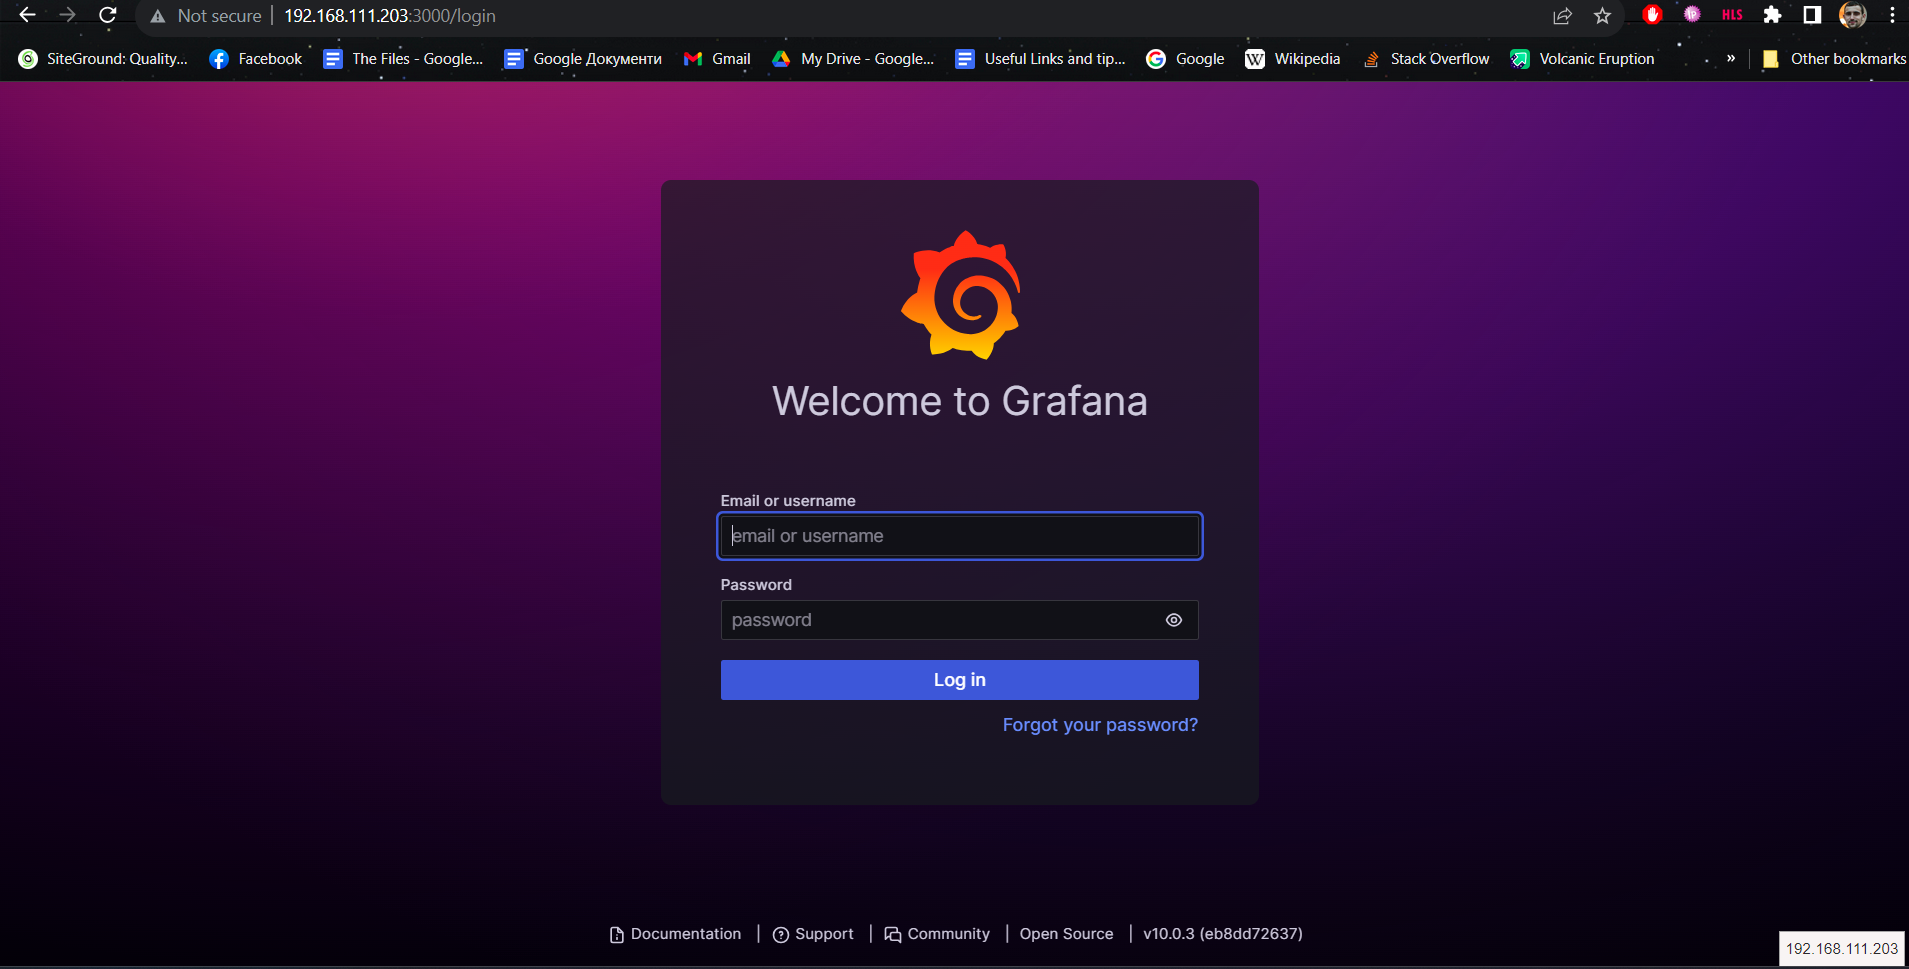 Not secure 192.168.111.203:3000/login HLS
SiteGround: Quality... Facebook The Files - Google... Google Документи Gmail My Drive - Google... Useful Links and tip... Google Wikipedia Stack Overflow Volcanic Eruption » Other bookmarks
Welcome to Grafana
Email or username
email or username
Password
password
Log in
Forgot your password?
Documentation | Support | Community | Open Source | v10.0.3 (eb8dd72637)
192.168.111.203